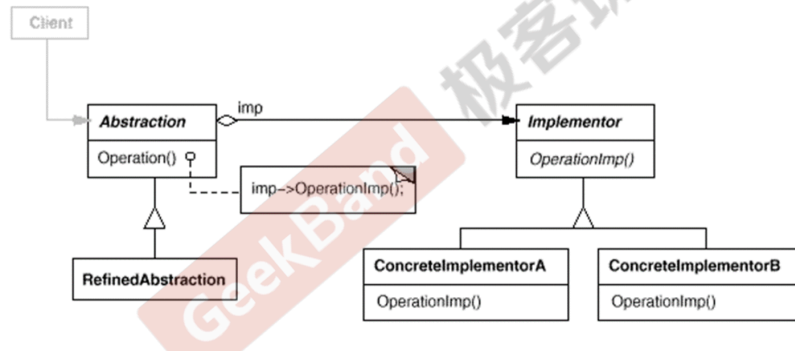 Client
Abstraction
imp
Implementor
Operation()
OperationImp()
imp->OperationImp();
RefinedAbstraction
ConcreteImplementorA
ConcreteImplementorB
OperationImp()
OperationImp()
GeekBand
极客